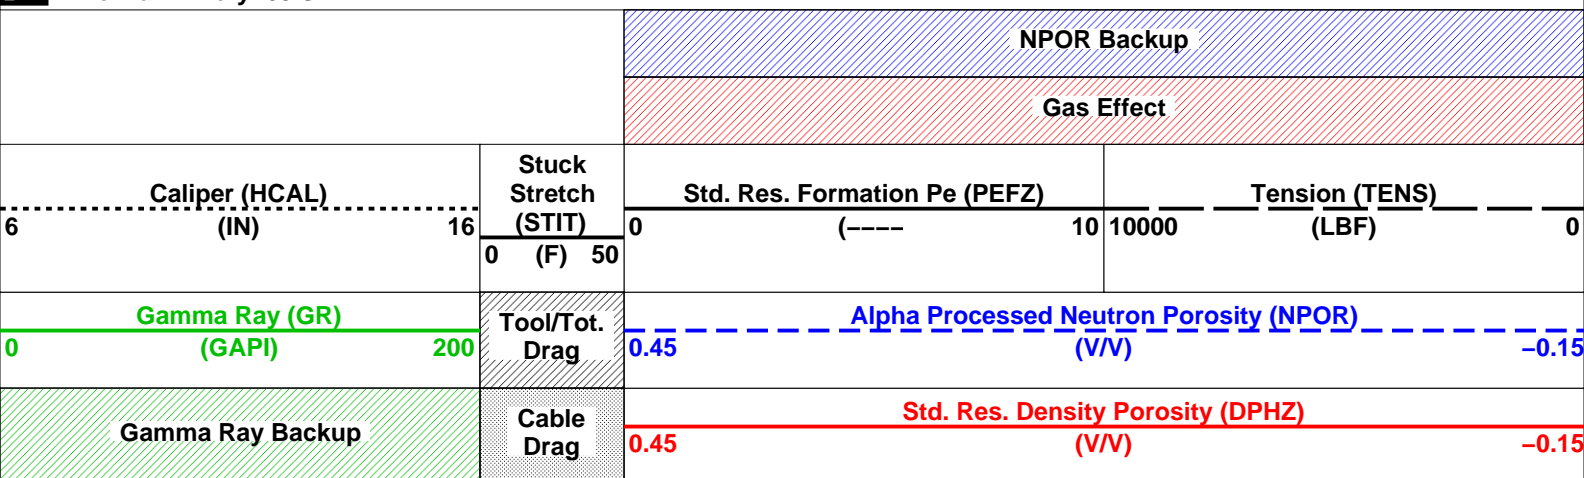 NPOR Backup
Gas Effect
Caliper (HCAL)
6 (IN) 16
Stuck
Stretch
(STIT)
0 (F) 50
Std. Res. Formation Pe (PEFZ)
0 (---- 10
Tension (TENS)
10000 (LBF) 0
Gamma Ray (GR)
0 (GAPI) 200
Tool/Tot.
Drag
Alpha Processed Neutron Porosity (NPOR)
0.45 (V/V) −0.15
Gamma Ray Backup
Cable
Drag
Std. Res. Density Porosity (DPHZ)
0.45 (V/V) −0.15